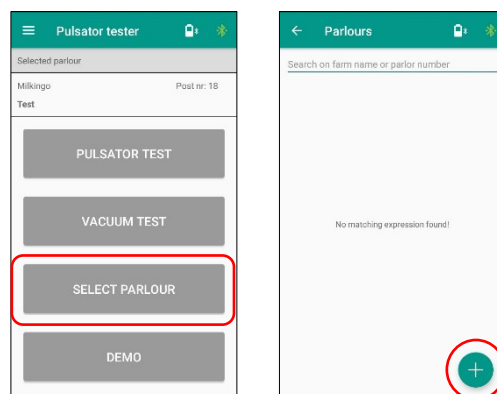 Pulsator tester
Selected parlour
Milkingo Post nr: 18
Test
PULSATOR TEST
VACUUM TEST
SELECT PARLOUR
DEMO
Parlours
Search on farm name or parlor number
No matching expression found!
+